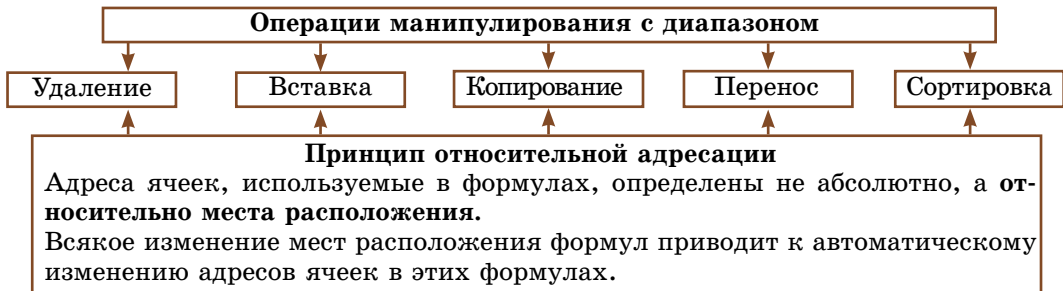 Операции манипулирования с диапазоном
Удаление Вставка Копирование Перенос Сортировка
Принцип относительной адресации
Адреса ячеек, используемые в формулах, определены не абсолютно, а от-
носительно места расположения.
Всякое изменение мест расположения формул приводит к автоматическому
изменению адресов ячеек в этих формулах.